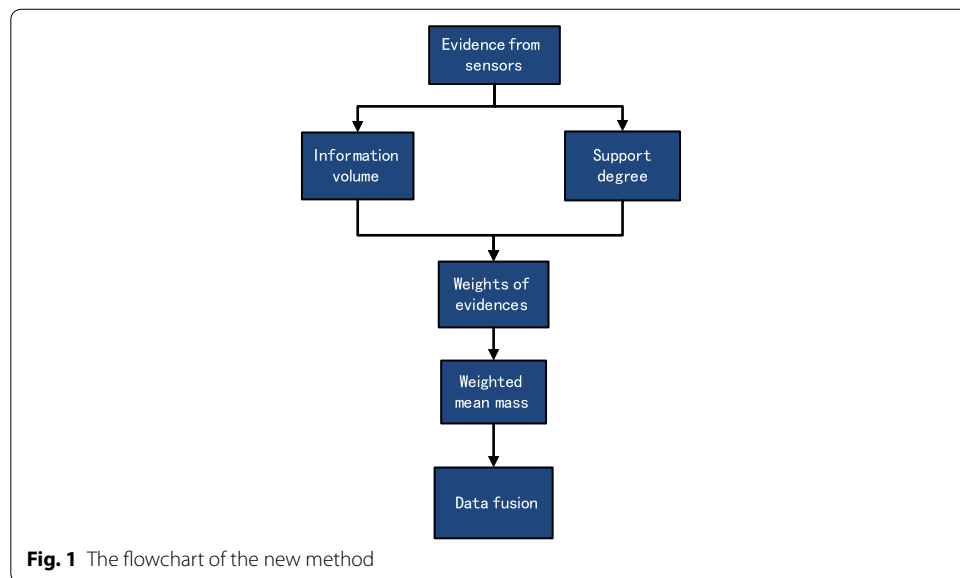 Evidence from
sensors
Information
volume
Support
degree
Weights of
evidences
Weighted
mean mass
Data fusion
Fig. 1 The flowchart of the new method